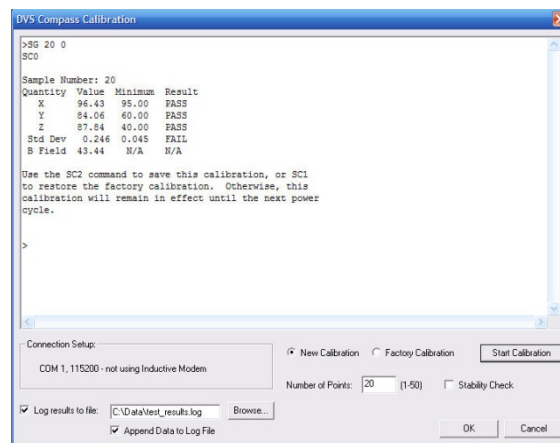 DVS Compass Calibration
>SG 20 0
SC0
Sample Number: 20
Quantity Value Minimum Result
X 96.43 95.00 PASS
Y 84.06 60.00 PASS
Z 87.84 40.00 PASS
Std Dev 0.246 0.045 FAIL
B Field 43.44 N/A N/A
Use the SC2 command to save this calibration, or SC1
to restore the factory calibration. Otherwise, this
calibration will remain in effect until the next power
cycle.
>
Connection Setup:
COM 1, 115200 - not using Inductive Modem
New Calibration Factory Calibration Start Calibration
Number of Points: 20 (1-50) Stability Check
Log results to file: C:\Data\test_results.log Browse...
Append Data to Log File
OK Cancel